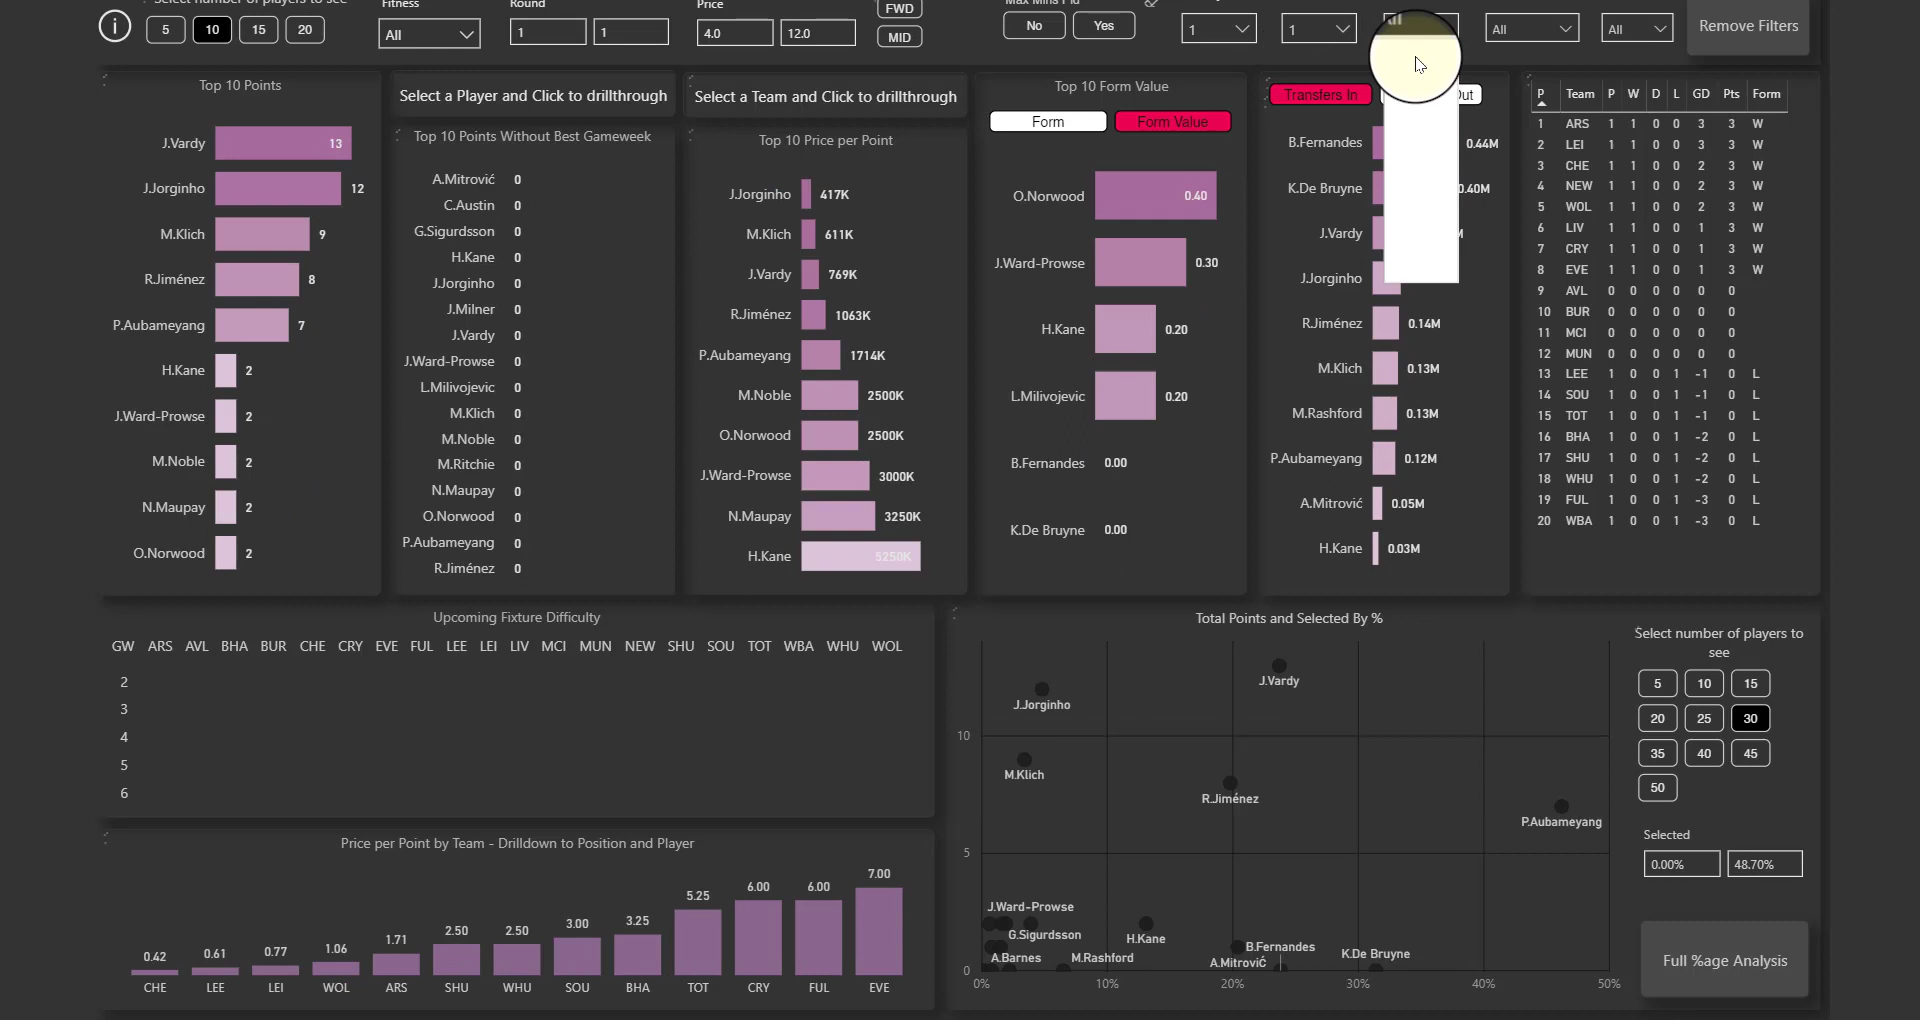 Select number of players to see
5 10 15 20
Fitness
All
Round
1 1
Price
4.0 12.0
FWD
MID
Max Mins Pld
No Yes
1 1 All All
Remove Filters
Top 10 Points
J.Vardy 13
J.Jorginho 12
M.Klich 9
R.Jiménez 8
P.Aubameyang 7
H.Kane 2
J.Ward-Prowse 2
M.Noble 2
N.Maupay 2
O.Norwood 2
Select a Player and Click to drillthrough
Top 10 Points Without Best Gameweek
A.Mitrović 0
C.Austin 0
G.Sigurdsson 0
H.Kane 0
J.Jorginho 0
J.Milner 0
J.Vardy 0
J.Ward-Prowse 0
L.Milivojevic 0
M.Klich 0
M.Noble 0
M.Ritchie 0
N.Maupay 0
O.Norwood 0
P.Aubameyang 0
R.Jiménez 0
Select a Team and Click to drillthrough
Top 10 Price per Point
J.Jorginho 417K
M.Klich 611K
J.Vardy 769K
R.Jiménez 1063K
P.Aubameyang 1714K
M.Noble 2500K
O.Norwood 2500K
J.Ward-Prowse 3000K
N.Maupay 3250K
H.Kane 5250K
Top 10 Form Value
Form Form Value
O.Norwood 0.40
J.Ward-Prowse 0.30
H.Kane 0.20
L.Milivojevic 0.20
B.Fernandes 0.00
K.De Bruyne 0.00
Transfers In Out
B.Fernandes 0.44M
K.De Bruyne 0.40M
J.Vardy
J.Jorginho
R.Jiménez 0.14M
M.Klich 0.13M
M.Rashford 0.13M
P.Aubameyang 0.12M
A.Mitrović 0.05M
H.Kane 0.03M
P Team P W D L GD Pts Form
1 ARS 1 1 0 0 3 3 W
2 LEI 1 1 0 0 3 3 W
3 CHE 1 1 0 0 2 3 W
4 NEW 1 1 0 0 2 3 W
5 WOL 1 1 0 0 2 3 W
6 LIV 1 1 0 0 1 3 W
7 CRY 1 1 0 0 1 3 W
8 EVE 1 1 0 0 1 3 W
9 AVL 0 0 0 0 0 0
10 BUR 0 0 0 0 0 0
11 MCI 0 0 0 0 0 0
12 MUN 0 0 0 0 0 0
13 LEE 1 0 0 1 -1 0 L
14 SOU 1 0 0 1 -1 0 L
15 TOT 1 0 0 1 -1 0 L
16 BHA 1 0 0 1 -2 0 L
17 SHU 1 0 0 1 -2 0 L
18 WHU 1 0 0 1 -2 0 L
19 FUL 1 0 0 1 -3 0 L
20 WBA 1 0 0 1 -3 0 L
Upcoming Fixture Difficulty
GW ARS AVL BHA BUR CHE CRY EVE FUL LEE LEI LIV MCI MUN NEW SHU SOU TOT WBA WHU WOL
2
3
4
5
6
Price per Point by Team - Drilldown to Position and Player
0.42 0.61 0.77 1.06 1.71 2.50 2.50 3.00 3.25 5.25 6.00 6.00 7.00
CHE LEE LEI WOL ARS SHU WHU SOU BHA TOT CRY FUL EVE
Total Points and Selected By %
J.Vardy
J.Jorginho
10
M.Klich
R.Jiménez
P.Aubameyang
5
J.Ward-Prowse
G.Sigurdsson H.Kane
B.Fernandes
A.Barnes M.Rashford A.Mitrović K.De Bruyne
0
0% 10% 20% 30% 40% 50%
Select number of players to
see
5 10 15
20 25 30
35 40 45
50
Selected
0.00% 48.70%
Full %age Analysis